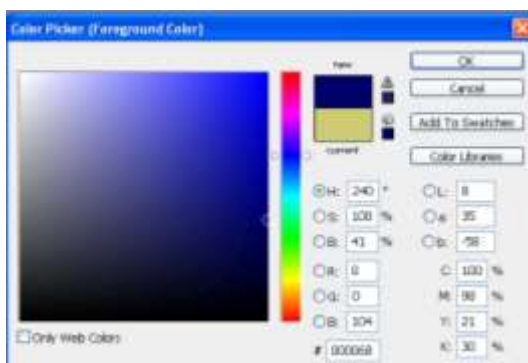 Color Picker (Foreground Color)
new
current
OK
Cancel
Add To Swatches
Color Libraries
H: 240 °
S: 100 %
B: 41 %
R: 0
G: 0
B: 104
# 000068
L: 8
a: 35
b: -58
C: 100 %
M: 98 %
Y: 21 %
K: 30 %
Only Web Colors